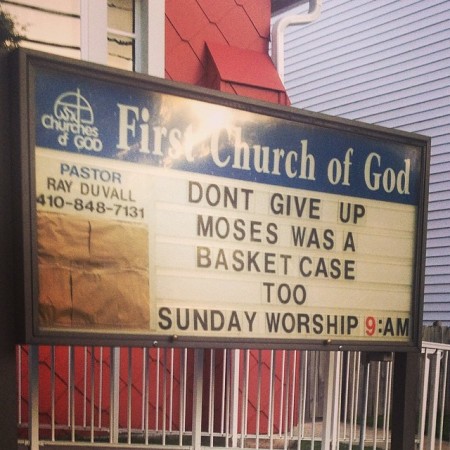 Churches
of GOD
First Church of God
PASTOR
RAY DUVALL
410-848-7131
DONT GIVE UP
MOSES WAS A
BASKET CASE
TOO
SUNDAY WORSHIP 9:AM